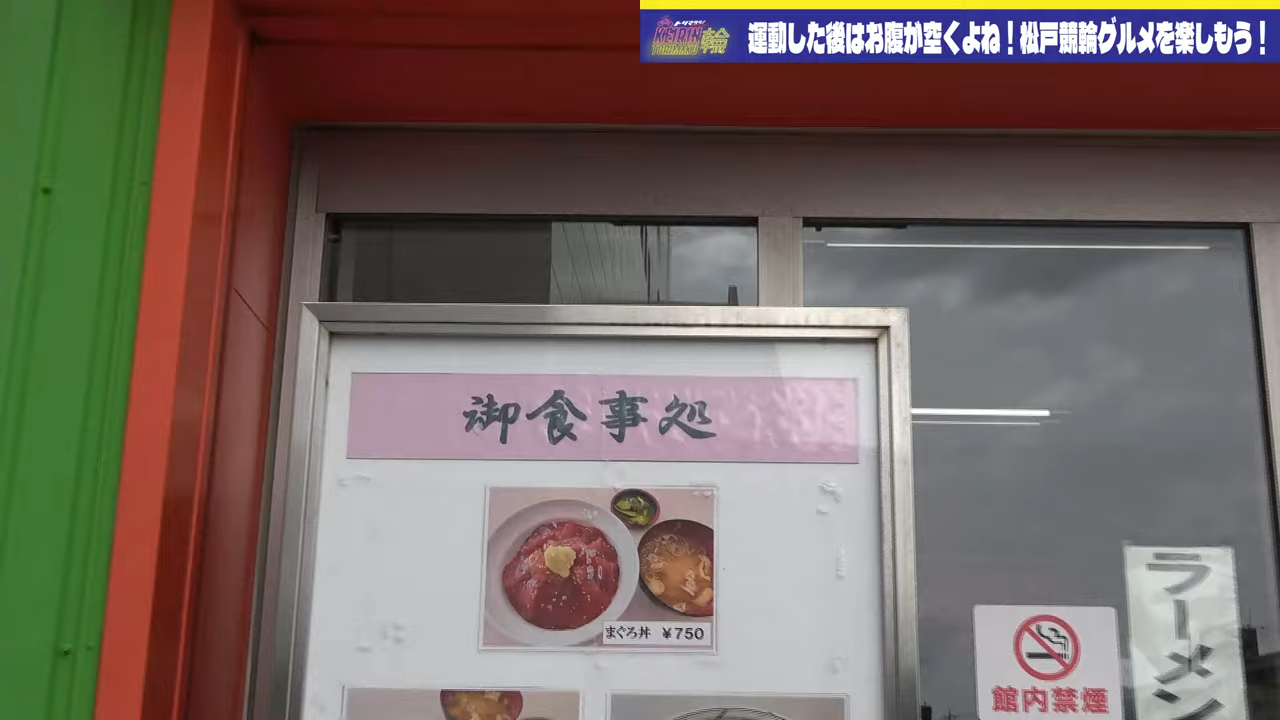 KEIRIN
輪
運動した後はお腹が空くよね！松戸競輪グルメを楽しもう！
御食事処
まぐろ丼 ¥750
館内禁煙
ラーメン